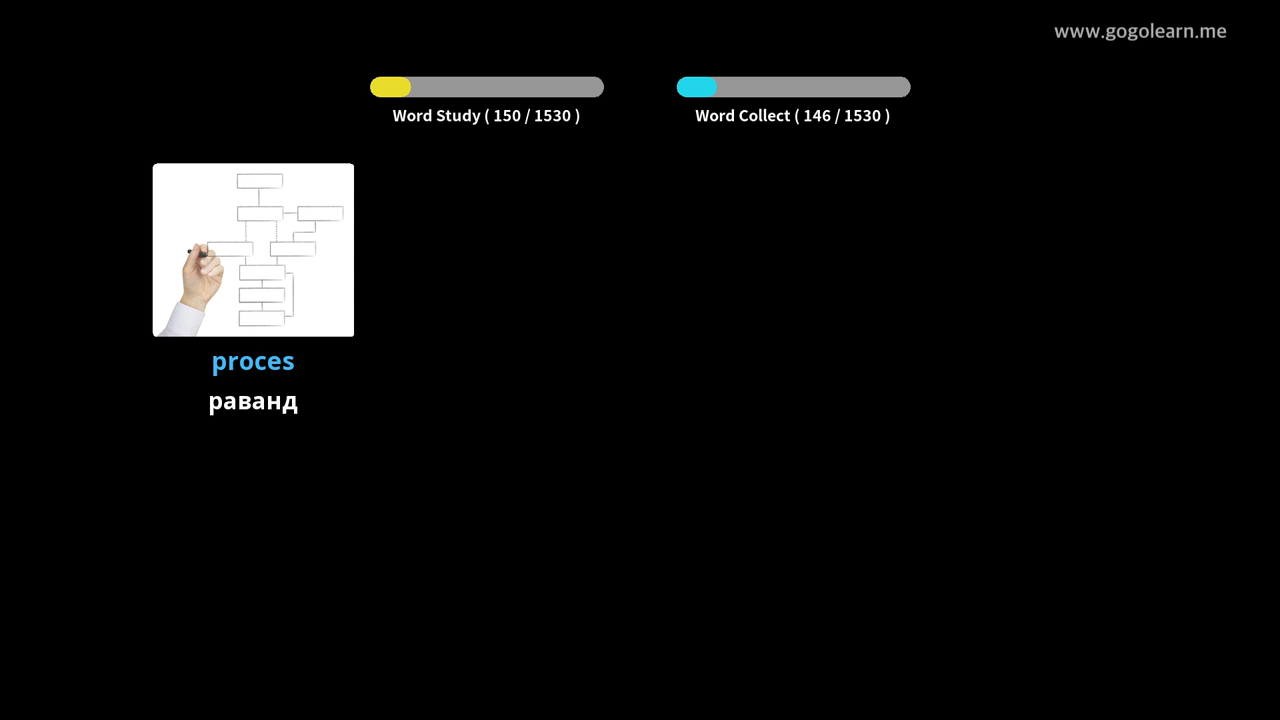 www.gogolearn.me
Word Study ( 150 / 1530 )
Word Collect ( 146 / 1530 )
proces
раванд